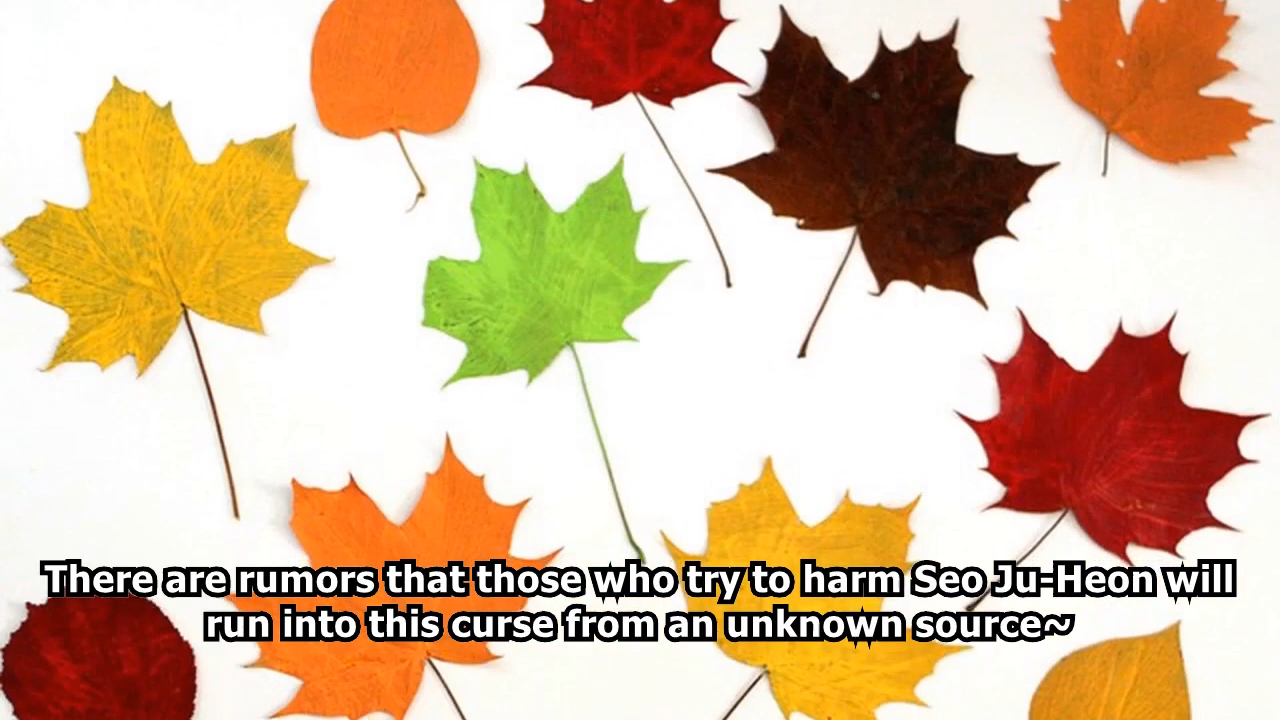 There are rumors that those who try to harm Seo Ju-Heon will
run into this curse from an unknown source~